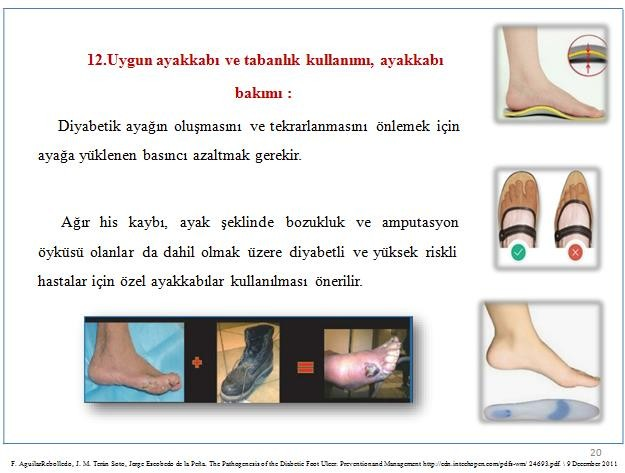 12.Uygun ayakkabı ve tabanlık kullanımı, ayakkabı
bakımı :
Diyabetik ayağın oluşmasını ve tekrarlanmasını önlemek için
ayağa yüklenen basıncı azaltmak gerekir.
Ağır his kaybı, ayak şeklinde bozukluk ve amputasyon
öyküsü olanlar da dahil olmak üzere diyabetli ve yüksek riskli
hastalar için özel ayakkabılar kullanılması önerilir.
20
F. AguilarRebolledo, J. M. Terán Soto, Jorge Escobedo de la Peña. The Pathogenesis of the Diabetic Foot Ulcer: Prevention and Management http://cdn.intechopen.com/pdfs-wm/ 24693.pdf. \ 9 December 2011